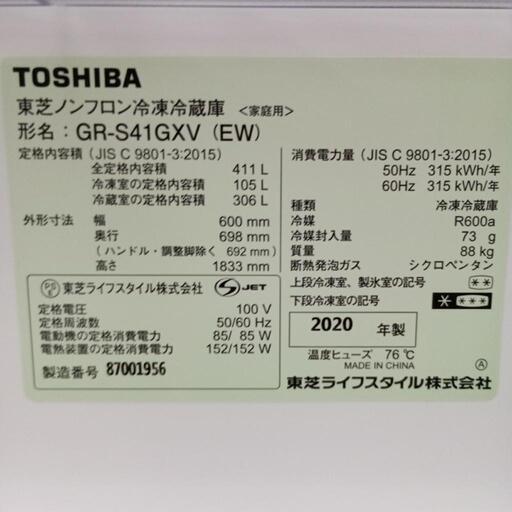 TOSHIBA
東芝ノンフロン冷凍冷蔵庫 <家庭用>
形名：GR-S41GXV (EW)
定格内容積 (JIS C 9801-3:2015)
全定格内容積 411 L
冷凍室の定格内容積 105 L
冷蔵室の定格内容積 306 L
外形寸法 幅 600 mm
奥行 698 mm
(ハンドル・調整脚除く 692 mm)
高さ 1833 mm
PSE 東芝ライフスタイル株式会社 S JET
定格電圧 100 V
定格周波数 50/60 Hz
電動機の定格消費電力 85/ 85 W
電熱装置の定格消費電力 152/152 W
製造番号 87001956
消費電力量 (JIS C 9801-3:2015)
50Hz 315 kWh/年
60Hz 315 kWh/年
種類 冷凍冷蔵庫
冷媒 R600a
冷媒封入量 73 g
質量 88 kg
断熱発泡ガス シクロペンタン
上段冷凍室、製氷室の記号 **
下段冷凍室の記号 * ***
2020 年製
温度ヒューズ 76℃
MADE IN CHINA Ⓐ
東芝ライフスタイル株式会社